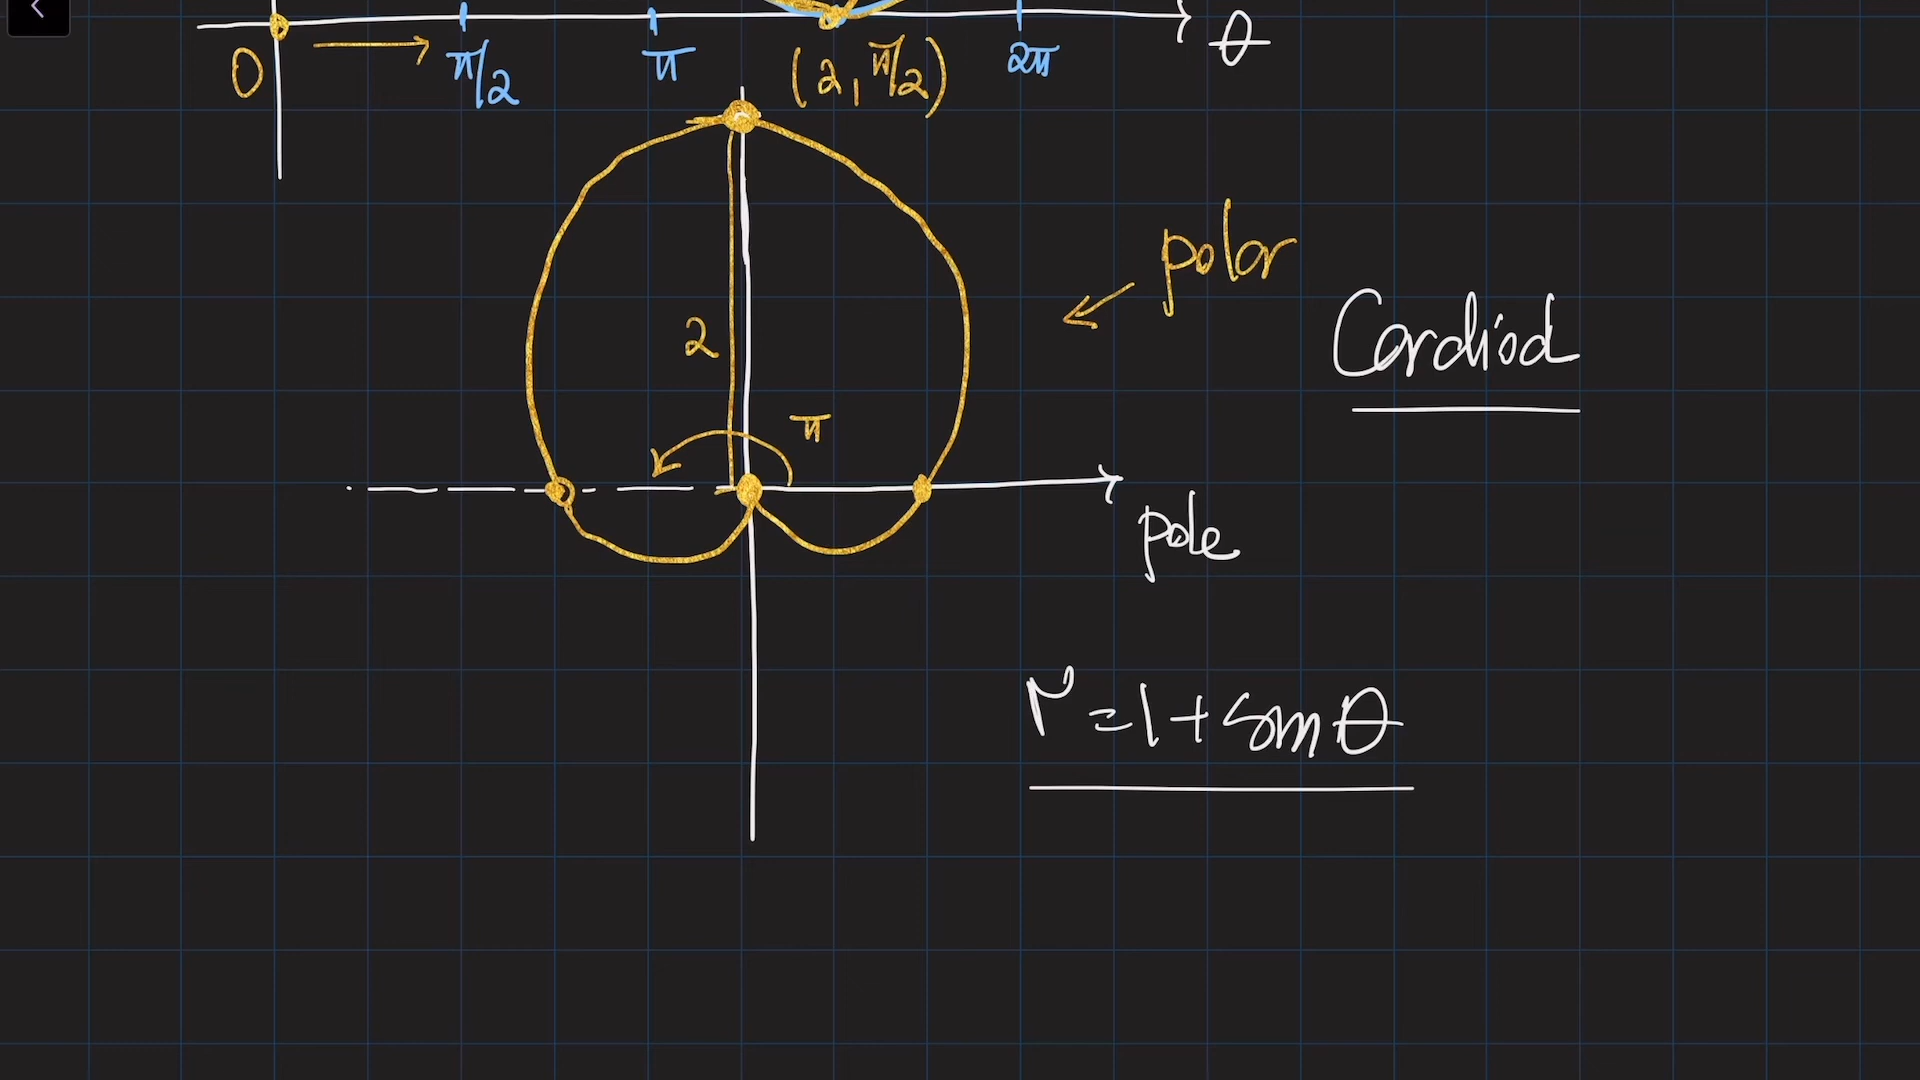 θ
0 π/2 π (2, π/2) 2π
polar
Cardiod
2
π
pole
r = 1 + sin θ